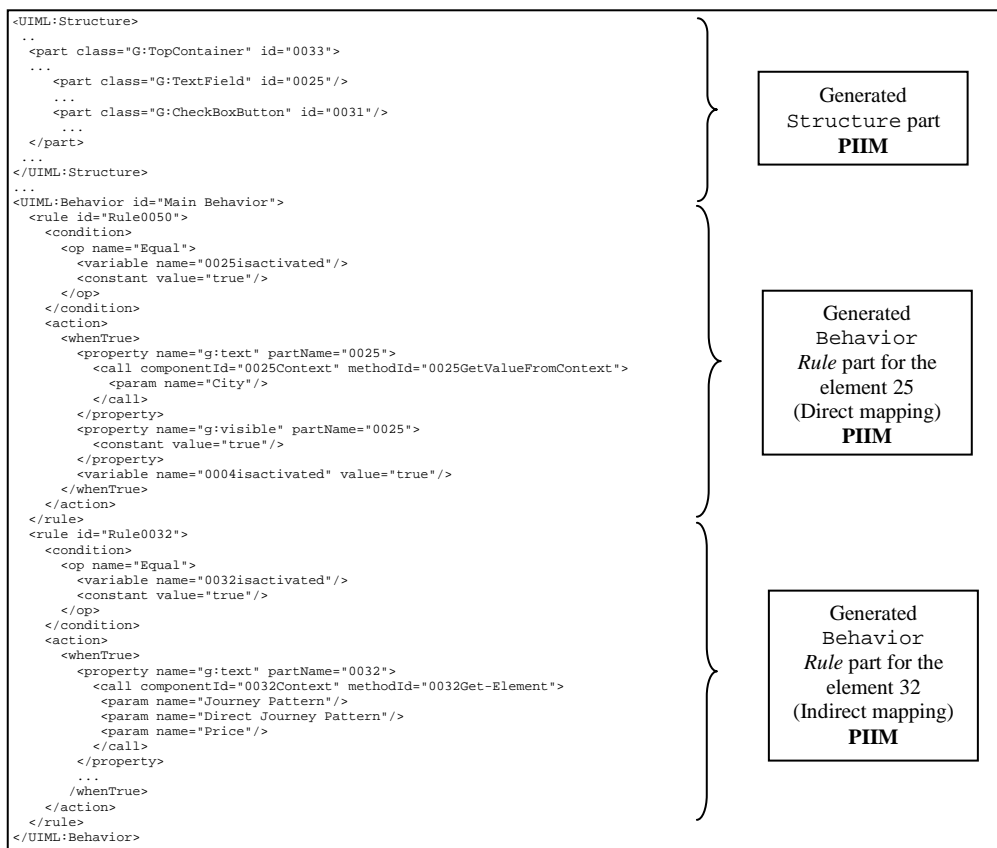 <UIML:Structure>
..
<part class="G:TopContainer" id="0033">
...
<part class="G:TextField" id="0025"/>
...
<part class="G:CheckBoxButton" id="0031"/>
...
</part>
...
</UIML:Structure>
...
<UIML:Behavior id="Main Behavior">
<rule id="Rule0050">
<condition>
<op name="Equal">
<variable name="0025isactivated"/>
<constant value="true"/>
</op>
</condition>
<action>
<whenTrue>
<property name="g:text" partName="0025">
<call componentId="0025Context" methodId="0025GetValueFromContext">
<param name="City"/>
</call>
</property>
<property name="g:visible" partName="0025">
<constant value="true"/>
</property>
<variable name="0004isactivated" value="true"/>
</whenTrue>
</action>
</rule>
<rule id="Rule0032">
<condition>
<op name="Equal">
<variable name="0032isactivated"/>
<constant value="true"/>
</op>
</condition>
<action>
<whenTrue>
<property name="g:text" partName="0032">
<call componentId="0032Context" methodId="0032Get-Element">
<param name="Journey Pattern"/>
<param name="Direct Journey Pattern"/>
<param name="Price"/>
</call>
</property>
...
/whenTrue>
</action>
</rule>
</UIML:Behavior>
Generated
Structure part
PIIM
Generated
Behavior
Rule part for the
element 25
(Direct mapping)
PIIM
Generated
Behavior
Rule part for the
element 32
(Indirect mapping)
PIIM